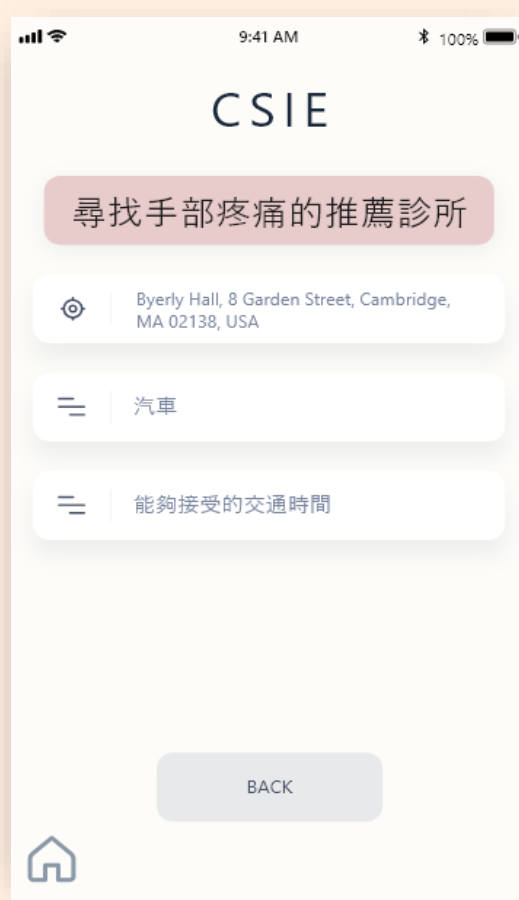 9:41 AM
100%
CSIE
尋找手部疼痛的推薦診所
Byerly Hall, 8 Garden Street, Cambridge,
MA 02138, USA
汽車
能夠接受的交通時間
BACK